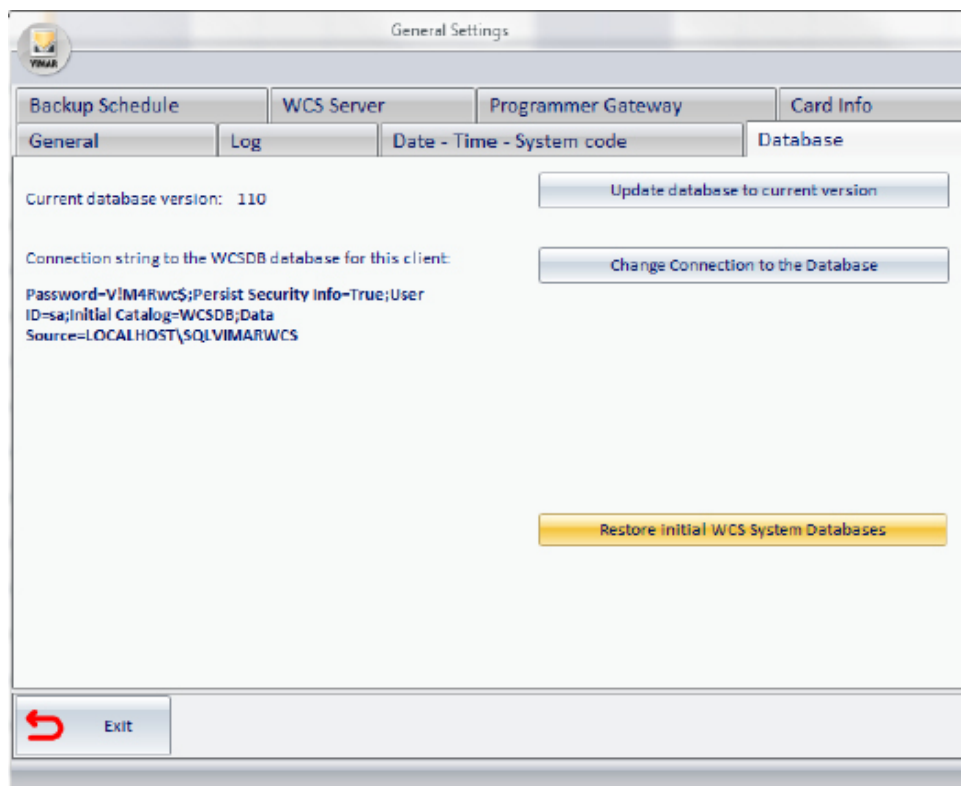 General Settings
VIMAR
Backup Schedule
WCS Server
Programmer Gateway
Card Info
General
Log
Date - Time - System code
Database
Current database version: 110
Update database to current version
Connection string to the WCSDB database for this client:
Change Connection to the Database
Password=V!M4Rwc$;Persist Security Info=True;User
ID=sa;Initial Catalog=WCSDB;Data
Source=LOCALHOST\SQLVIMARWCS
Restore initial WCS System Databases
Exit